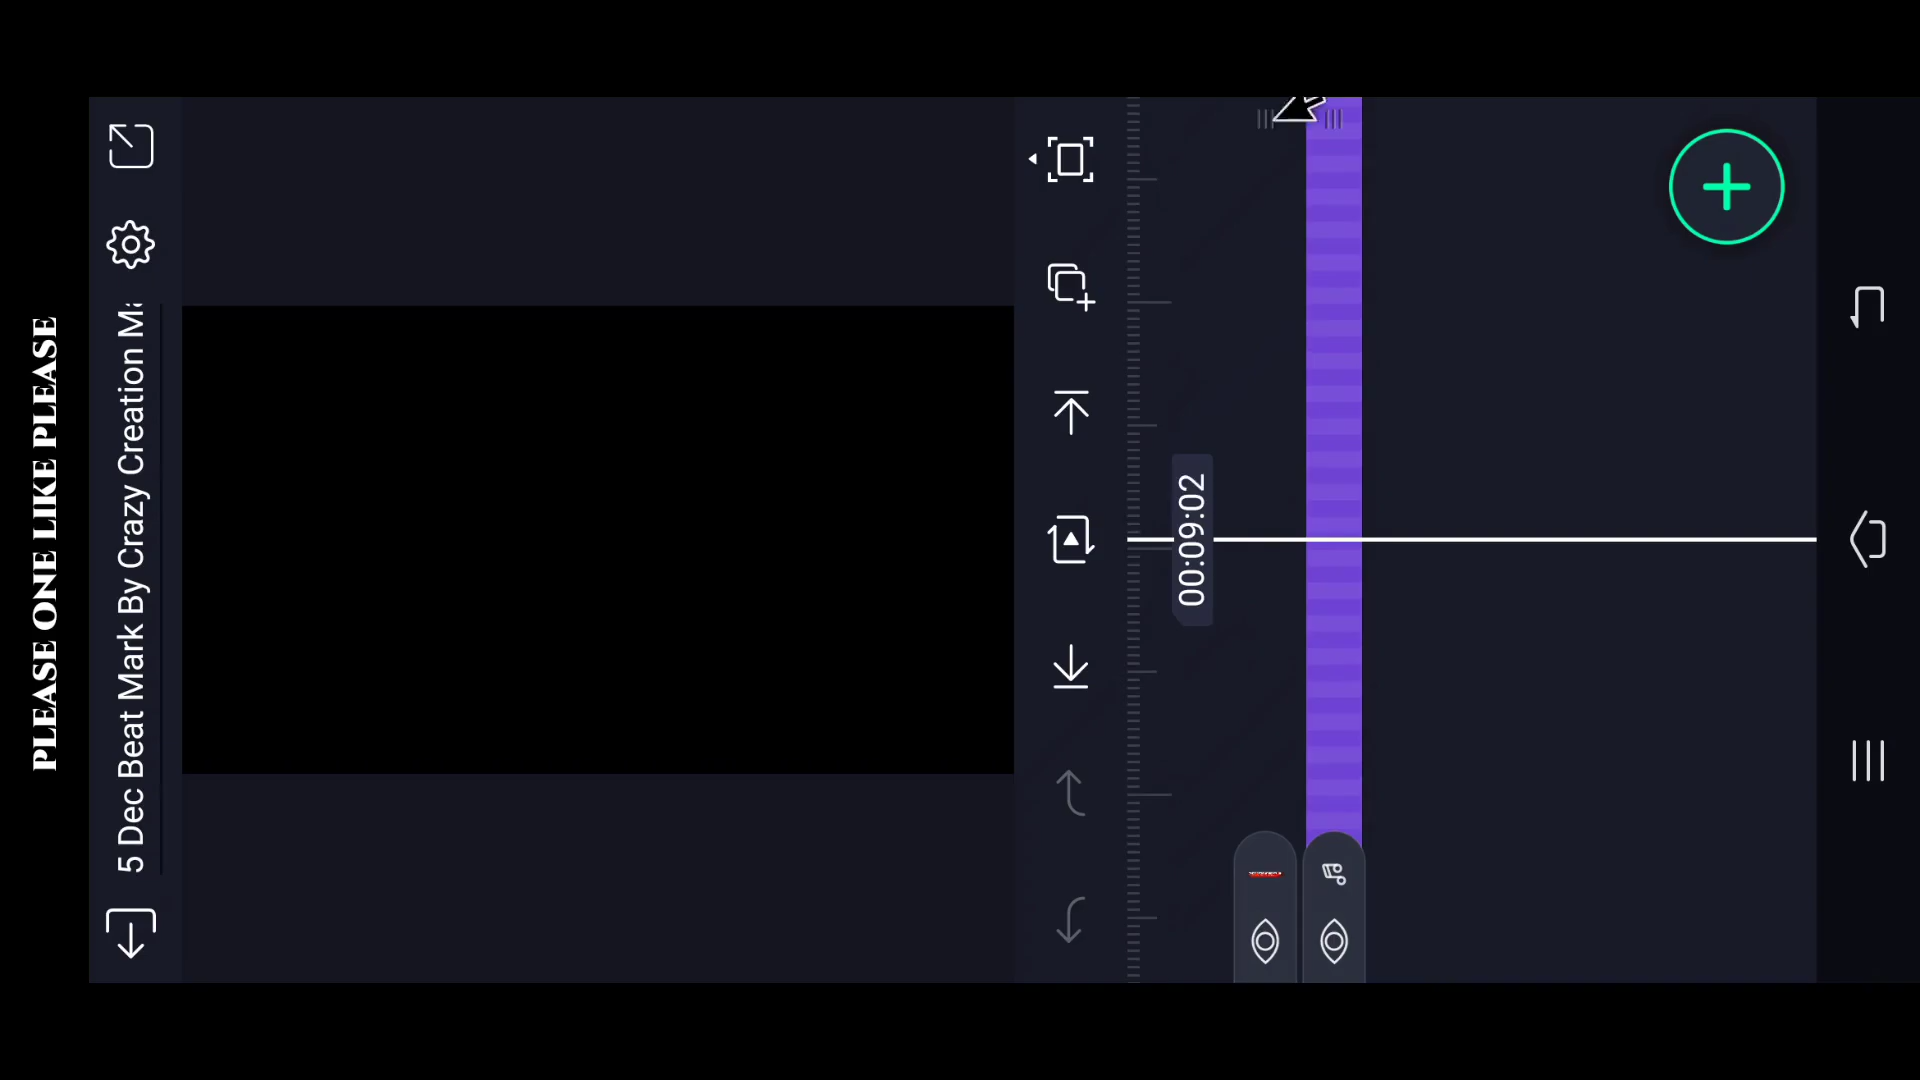 PLEASE ONE LIKE PLEASE
5 Dec Beat Mark By Crazy Creation
00:09:02